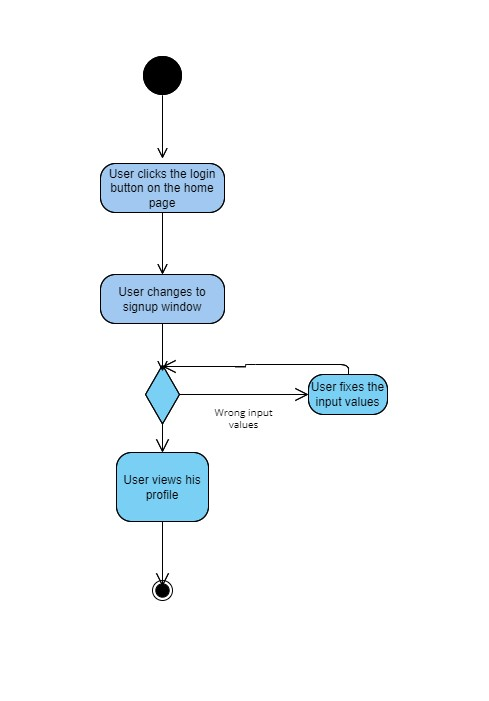 User clicks the login
button on the home
page
User changes to
signup window
User fixes the
input values
Wrong input
values
User views his
profile